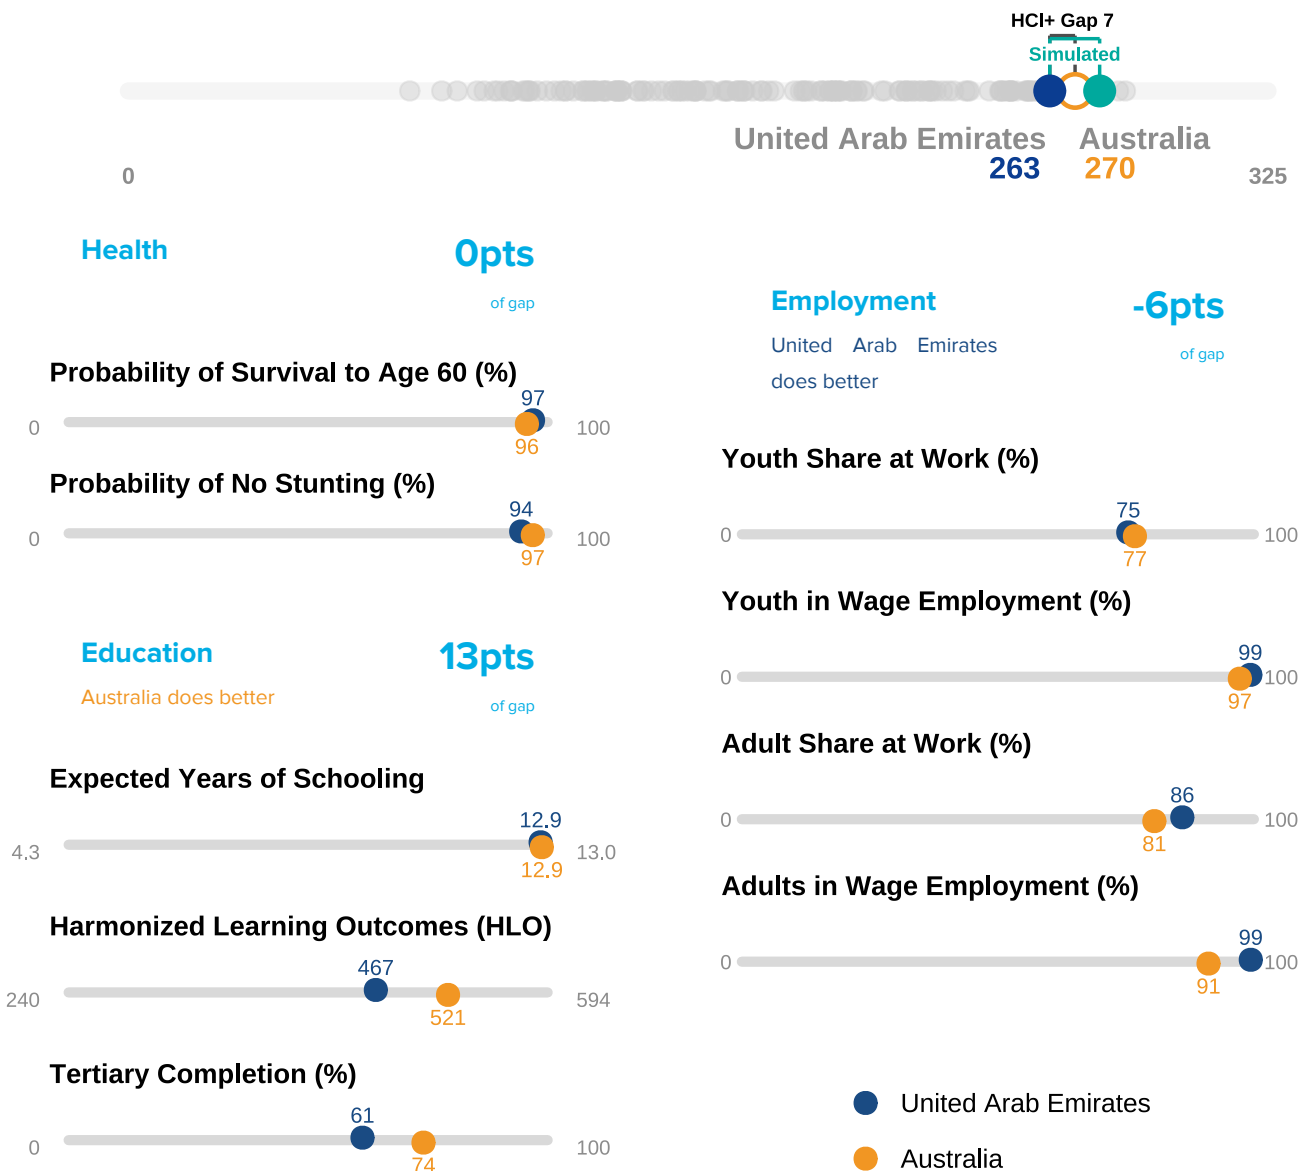 HCI+ Gap 7
Simulated
United Arab Emirates Australia
263 270
0 325
Health 0pts
of gap
Probability of Survival to Age 60 (%)
97
0 100
96
Probability of No Stunting (%)
94
0 100
97
Education 13pts
Australia does better
of gap
Expected Years of Schooling
12.9
4.3 13.0
12.9
Harmonized Learning Outcomes (HLO)
467
240 594
521
Tertiary Completion (%)
61
0 100
74
Employment -6pts
United Arab Emirates
of gap
does better
Youth Share at Work (%)
75
0 100
77
Youth in Wage Employment (%)
99
0 100
97
Adult Share at Work (%)
86
0 100
81
Adults in Wage Employment (%)
99
0 100
91
United Arab Emirates
Australia